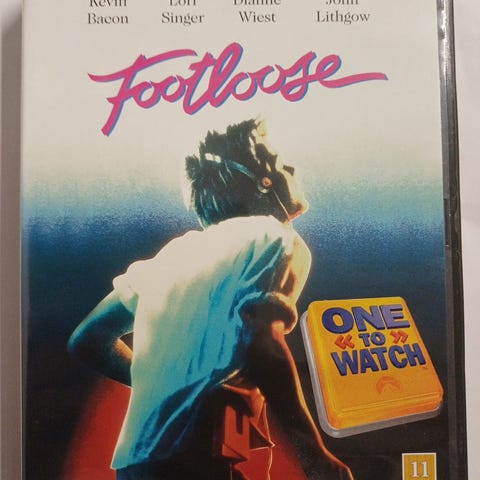 Kevin Lori Dianne John
Bacon Singer Wiest Lithgow
Footloose
ONE
« TO »
WATCH
11